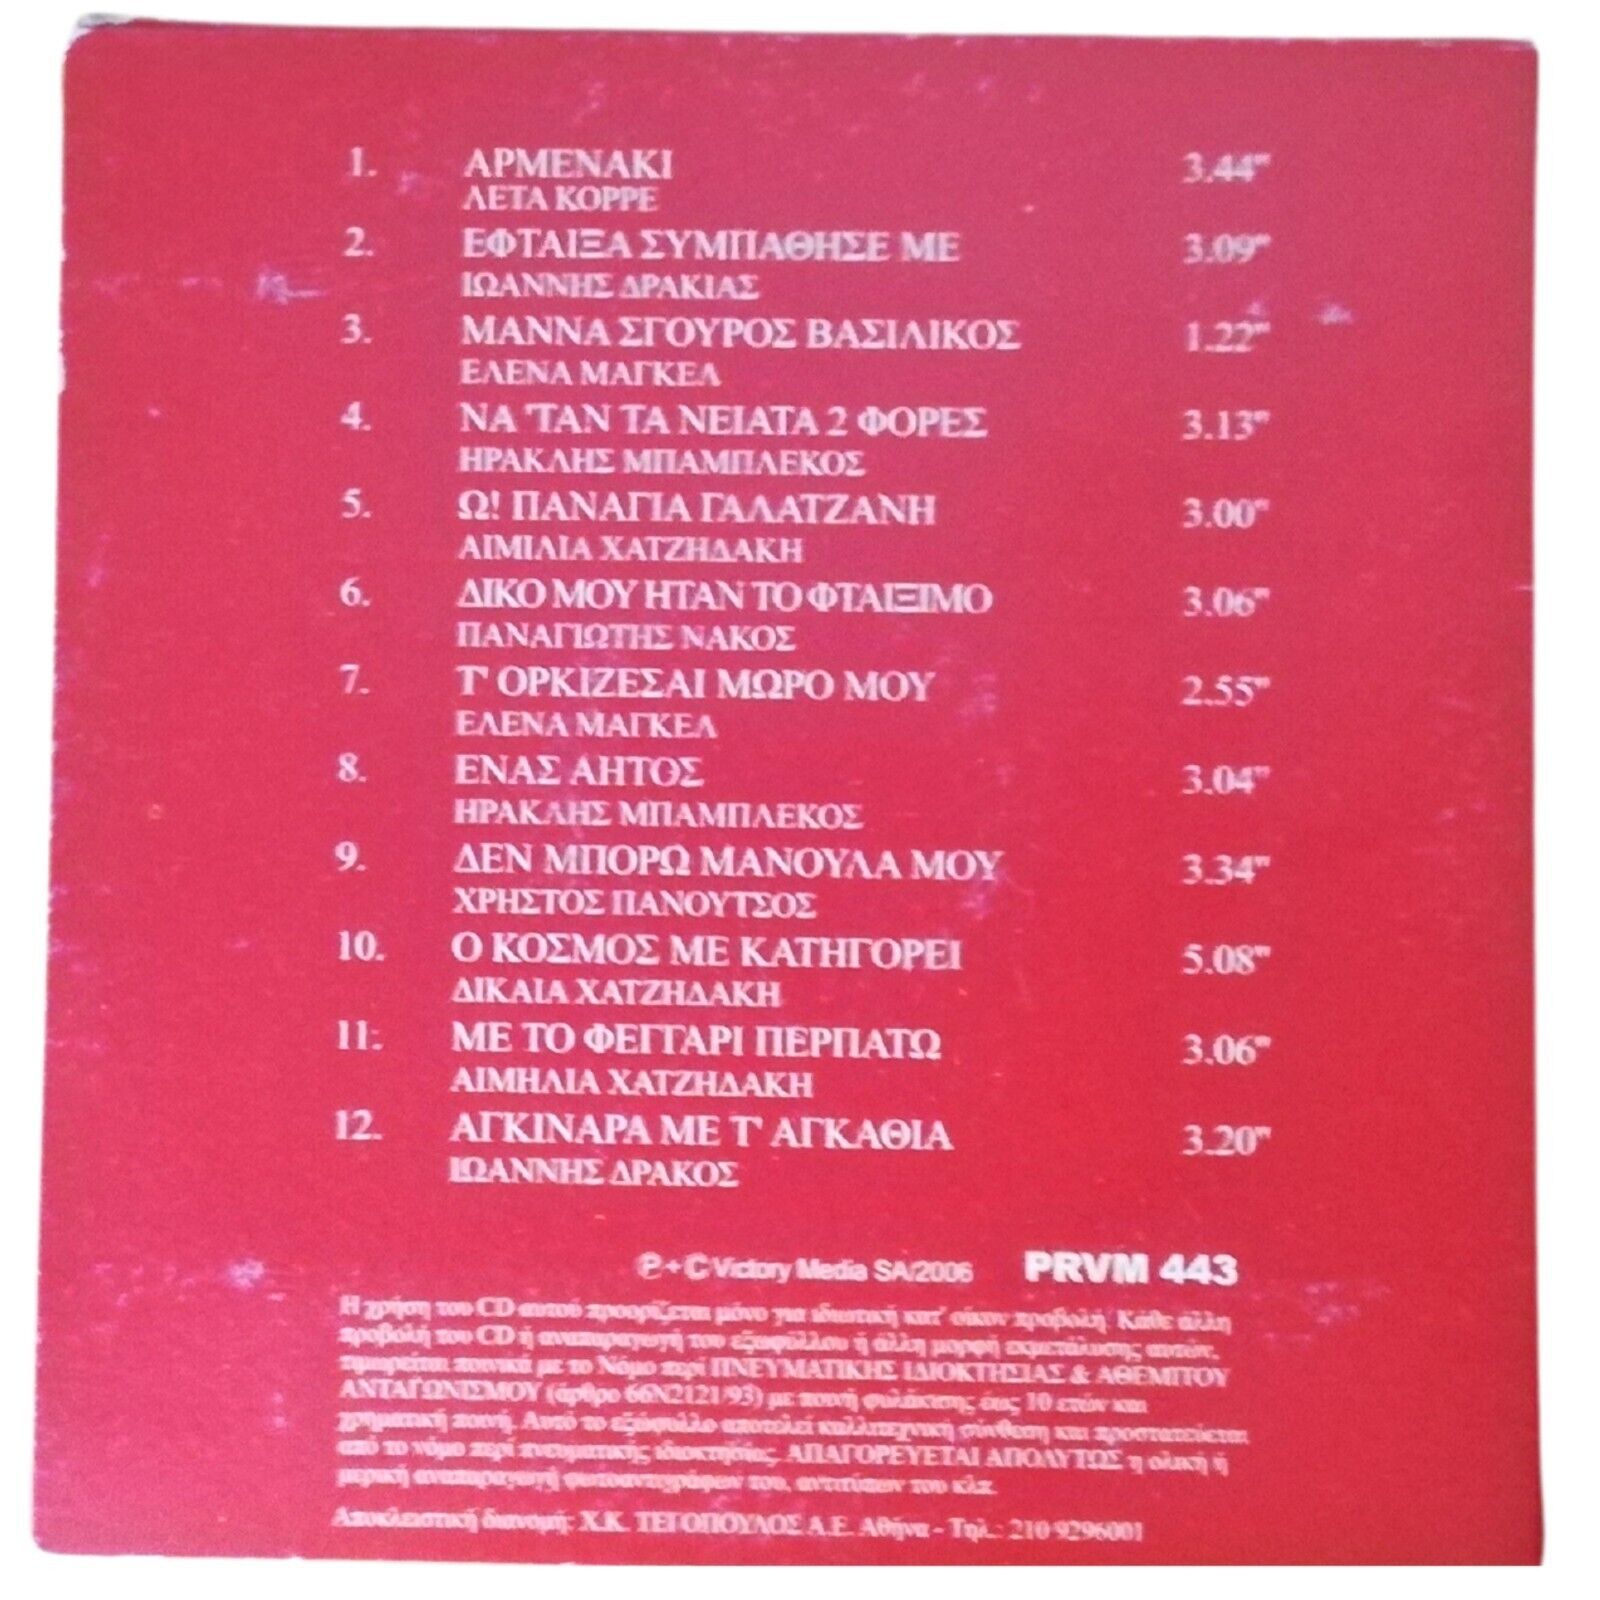 1. ΑΡΜΕΝΑΚΙ 3.44"
ΛΕΤΑ ΚΟΡΡΕ
2. ΕΦΤΑΙΞΑ ΣΥΜΠΑΘΗΣΕ ΜΕ 3.09"
ΙΩΑΝΝΗΣ ΔΡΑΚΙΑΣ
3. ΜΑΝΝΑ ΣΓΟΥΡΟΣ ΒΑΣΙΛΙΚΟΣ 1.22"
ΕΛΕΝΑ ΜΑΓΚΕΛ
4. ΝΑ 'ΤΑΝ ΤΑ ΝΕΙΑΤΑ 2 ΦΟΡΕΣ 3.13"
ΗΡΑΚΛΗΣ ΜΠΑΜΠΛΕΚΟΣ
5. Ω! ΠΑΝΑΓΙΑ ΓΑΛΑΤΖΑΝΗ 3.00"
ΑΙΜΙΛΙΑ ΧΑΤΖΗΔΑΚΗ
6. ΔΙΚΟ ΜΟΥ ΗΤΑΝ ΤΟ ΦΤΑΙΞΙΜΟ 3.06"
ΠΑΝΑΓΙΩΤΗΣ ΝΑΚΟΣ
7. Τ' ΟΡΚΙΖΕΣΑΙ ΜΩΡΟ ΜΟΥ 2.55"
ΕΛΕΝΑ ΜΑΓΚΕΛ
8. ΕΝΑΣ ΑΗΤΟΣ 3.04"
ΗΡΑΚΛΗΣ ΜΠΑΜΠΛΕΚΟΣ
9. ΔΕΝ ΜΠΟΡΩ ΜΑΝΟΥΛΑ ΜΟΥ 3.34"
ΧΡΗΣΤΟΣ ΠΑΝΟΥΤΣΟΣ
10. Ο ΚΟΣΜΟΣ ΜΕ ΚΑΤΗΓΟΡΕΙ 5.08"
ΔΙΚΑΙΑ ΧΑΤΖΗΔΑΚΗ
11. ΜΕ ΤΟ ΦΕΓΓΑΡΙ ΠΕΡΠΑΤΩ 3.06"
ΑΙΜΗΛΙΑ ΧΑΤΖΗΔΑΚΗ
12. ΑΓΚΙΝΑΡΑ ΜΕ Τ' ΑΓΚΑΘΙΑ 3.20"
ΙΩΑΝΝΗΣ ΔΡΑΚΟΣ
℗ + © Victory Media SA/2006 PRVM 443
Η χρήση του CD αυτού προορίζεται μόνο για ιδιωτική κατ' οίκον προβολή. Κάθε άλλη
προβολή του CD ή αναπαραγωγή του εξωφύλλου ή άλλη μορφή εκμετάλυσης αυτών,
τιμωρείται ποινικά με το Νόμο περί ΠΝΕΥΜΑΤΙΚΗΣ ΙΔΙΟΚΤΗΣΙΑΣ & ΑΘΕΜΙΤΟΥ
ΑΝΤΑΓΩΝΙΣΜΟΥ (άρθρο 66Ν2121/93) με ποινή φυλάκισης έως 10 ετών και
χρηματική ποινή. Αυτό το εξώφυλλο αποτελεί καλλιτεχνική σύνθεση και προστατεύεται
από το νόμο περί πνευματικής ιδιοκτησίας. ΑΠΑΓΟΡΕΥΕΤΑΙ ΑΠΟΛΥΤΩΣ η ολική ή
μερική αναπαραγωγή φωτοαντιγράφων του, αντιτύπων του κλπ.
Αποκλειστική διανομή: Χ.Κ. ΤΕΓΟΠΟΥΛΟΣ Α.Ε. Αθήνα - Τηλ.: 210 9296001